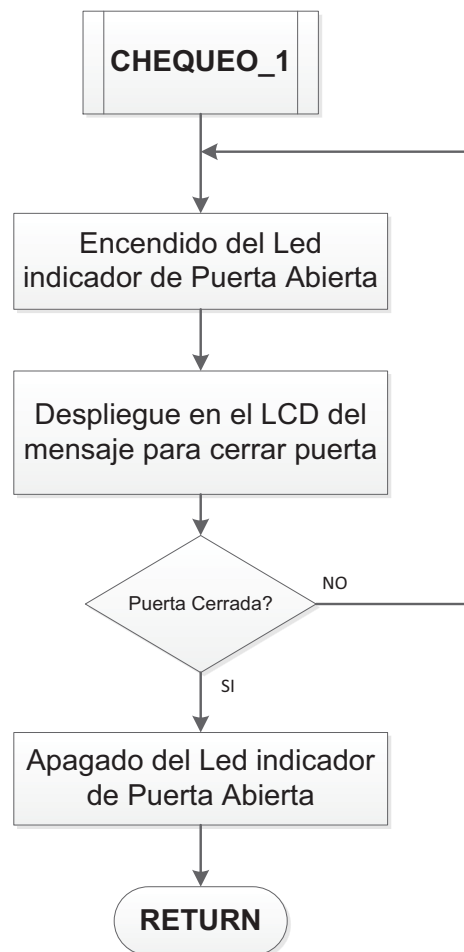 CHEQUEO_1
Encendido del Led
indicador de Puerta Abierta
Despliegue en el LCD del
mensaje para cerrar puerta
Puerta Cerrada?
NO
SI
Apagado del Led indicador
de Puerta Abierta
RETURN